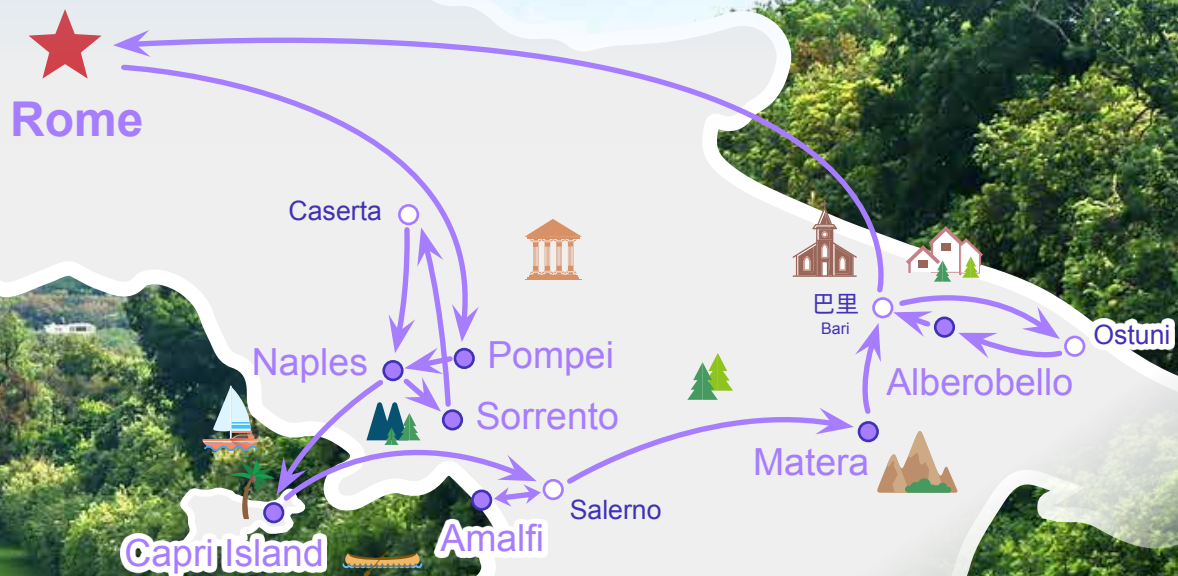 Rome
Caserta
巴里
Bari
Ostuni
Naples
Pompei
Alberobello
Sorrento
Matera
Salerno
Amalfi
Capri Island